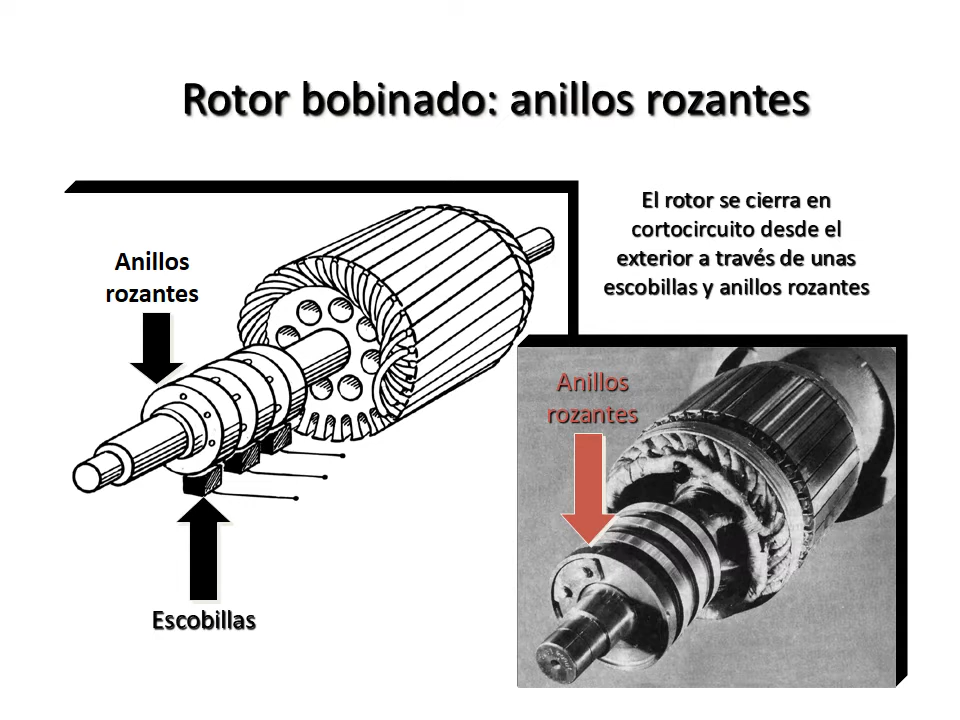 Rotor bobinado: anillos rozantes
El rotor se cierra en
cortocircuito desde el
exterior a través de unas
escobillas y anillos rozantes
Anillos
rozantes
Anillos
rozantes
Escobillas